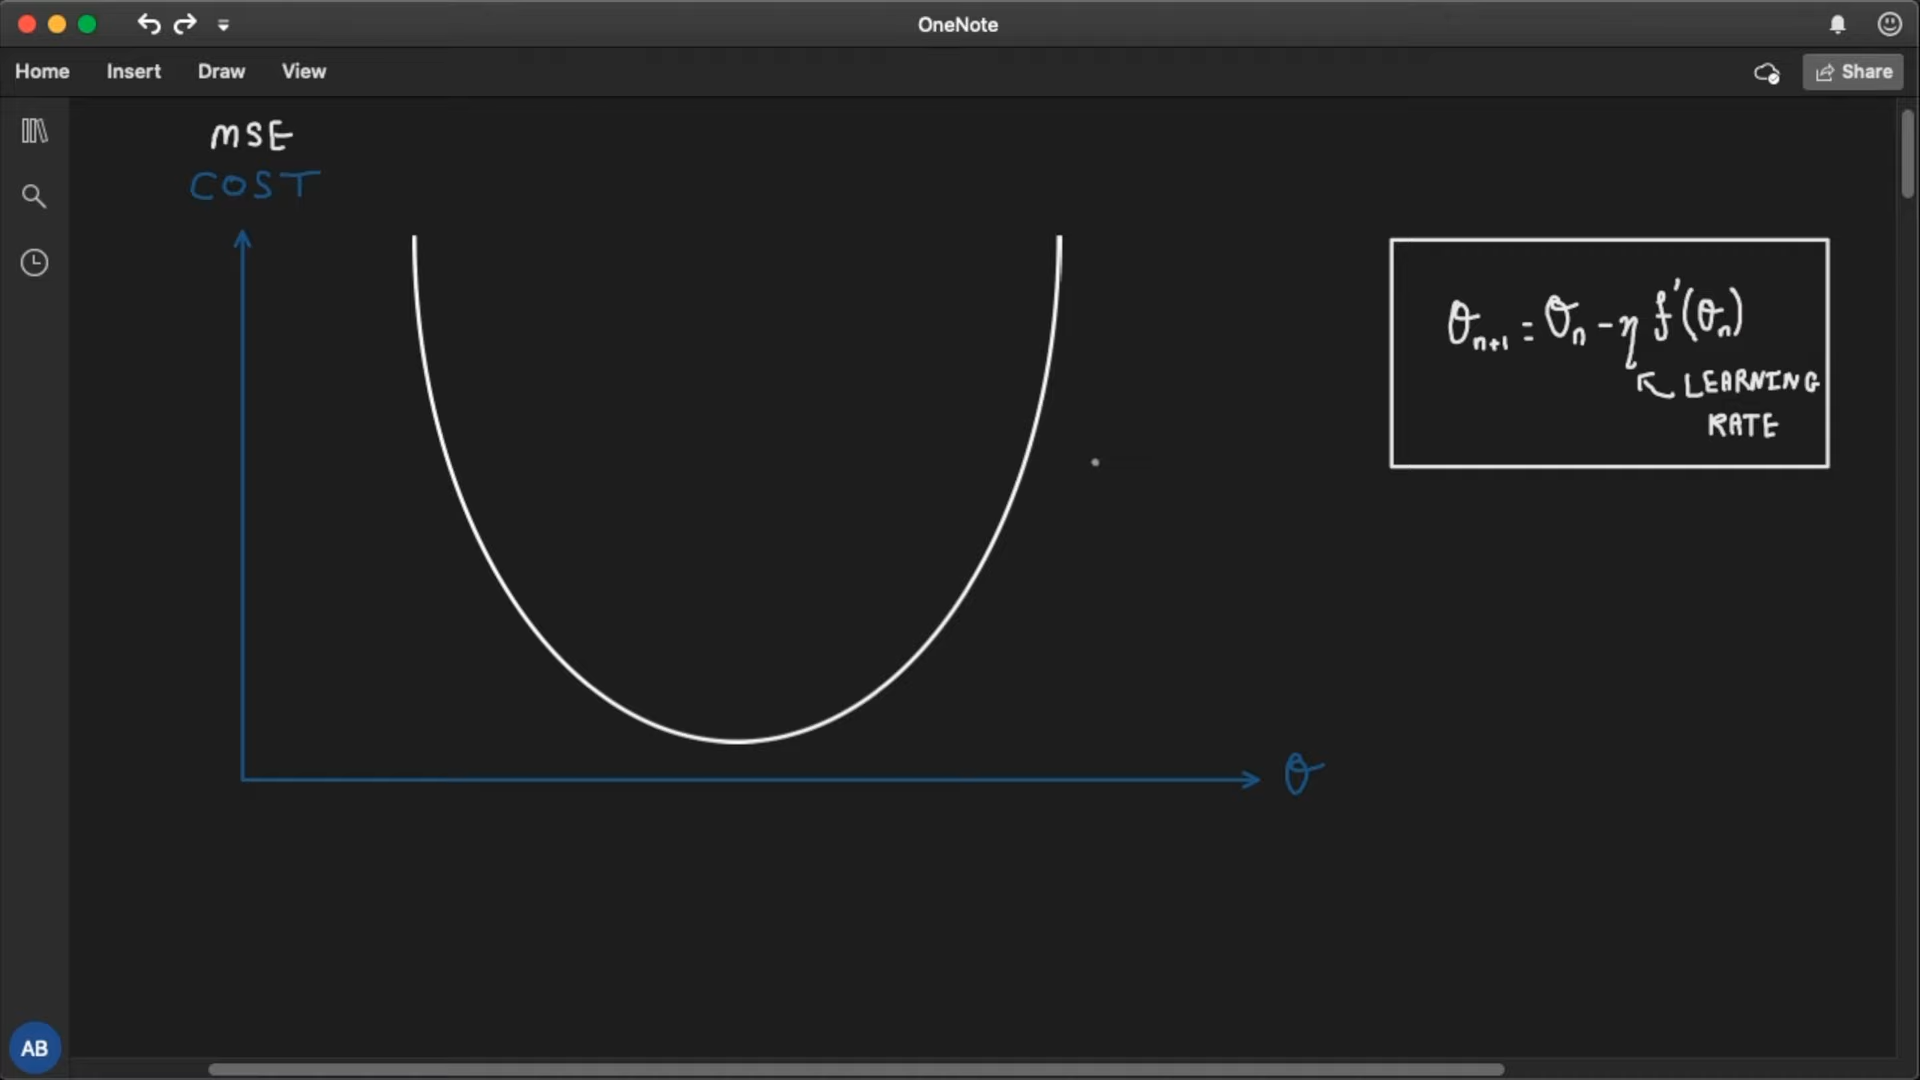 OneNote
Home Insert Draw View Share
MSE
COST
θₙ₊₁ = θₙ - η f'(θₙ)
LEARNING
RATE
θ
AB